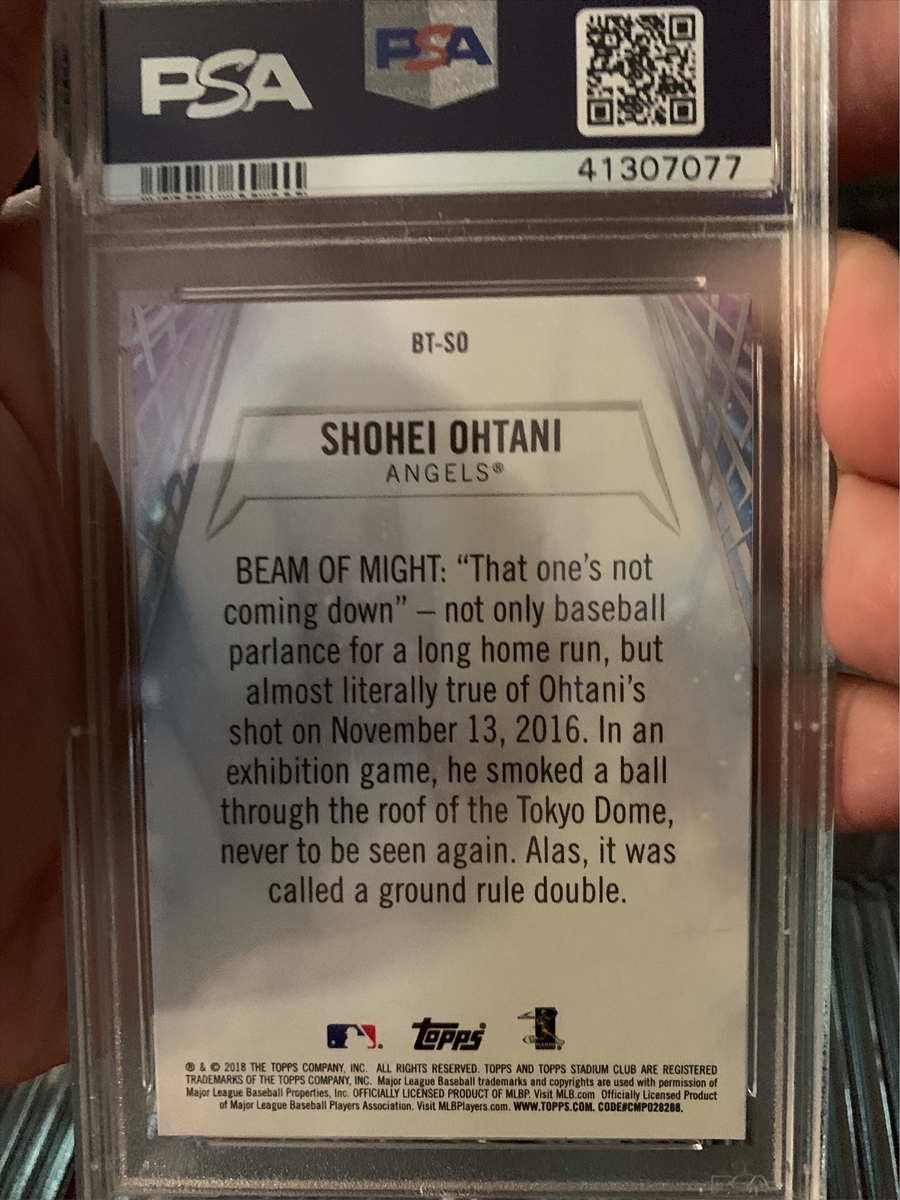 PSA
PSA
41307077
BT-SO
SHOHEI OHTANI
ANGELS®
BEAM OF MIGHT: “That one’s not
coming down” – not only baseball
parlance for a long home run, but
almost literally true of Ohtani’s
shot on November 13, 2016. In an
exhibition game, he smoked a ball
through the roof of the Tokyo Dome,
never to be seen again. Alas, it was
called a ground rule double.
Topps
® & © 2018 THE TOPPS COMPANY, INC. ALL RIGHTS RESERVED. TOPPS AND TOPPS STADIUM CLUB ARE REGISTERED
TRADEMARKS OF THE TOPPS COMPANY, INC. Major League Baseball trademarks and copyrights are used with permission of
Major League Baseball Properties, Inc. OFFICIALLY LICENSED PRODUCT OF MLBP. Visit MLB.com Officially Licensed Product
of Major League Baseball Players Association. Visit MLBPlayers.com. WWW.TOPPS.COM. CODE#CMP028288.
PSA